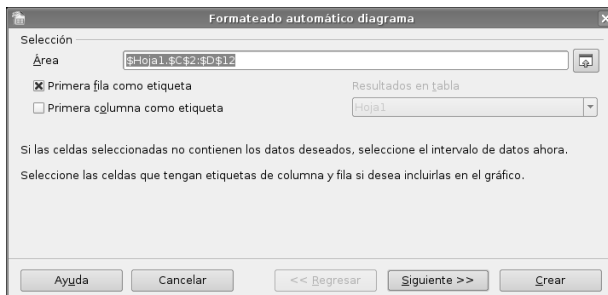 Formateado automático diagrama
Selección
Área $Hoja1.$C$2:$D$12
Primera fila como etiqueta Resultados en tabla
Primera columna como etiqueta Hoja1
Si las celdas seleccionadas no contienen los datos deseados, seleccione el intervalo de datos ahora.
Seleccione las celdas que tengan etiquetas de columna y fila si desea incluirlas en el gráfico.
Ayuda Cancelar << Regresar Siguiente >> Crear